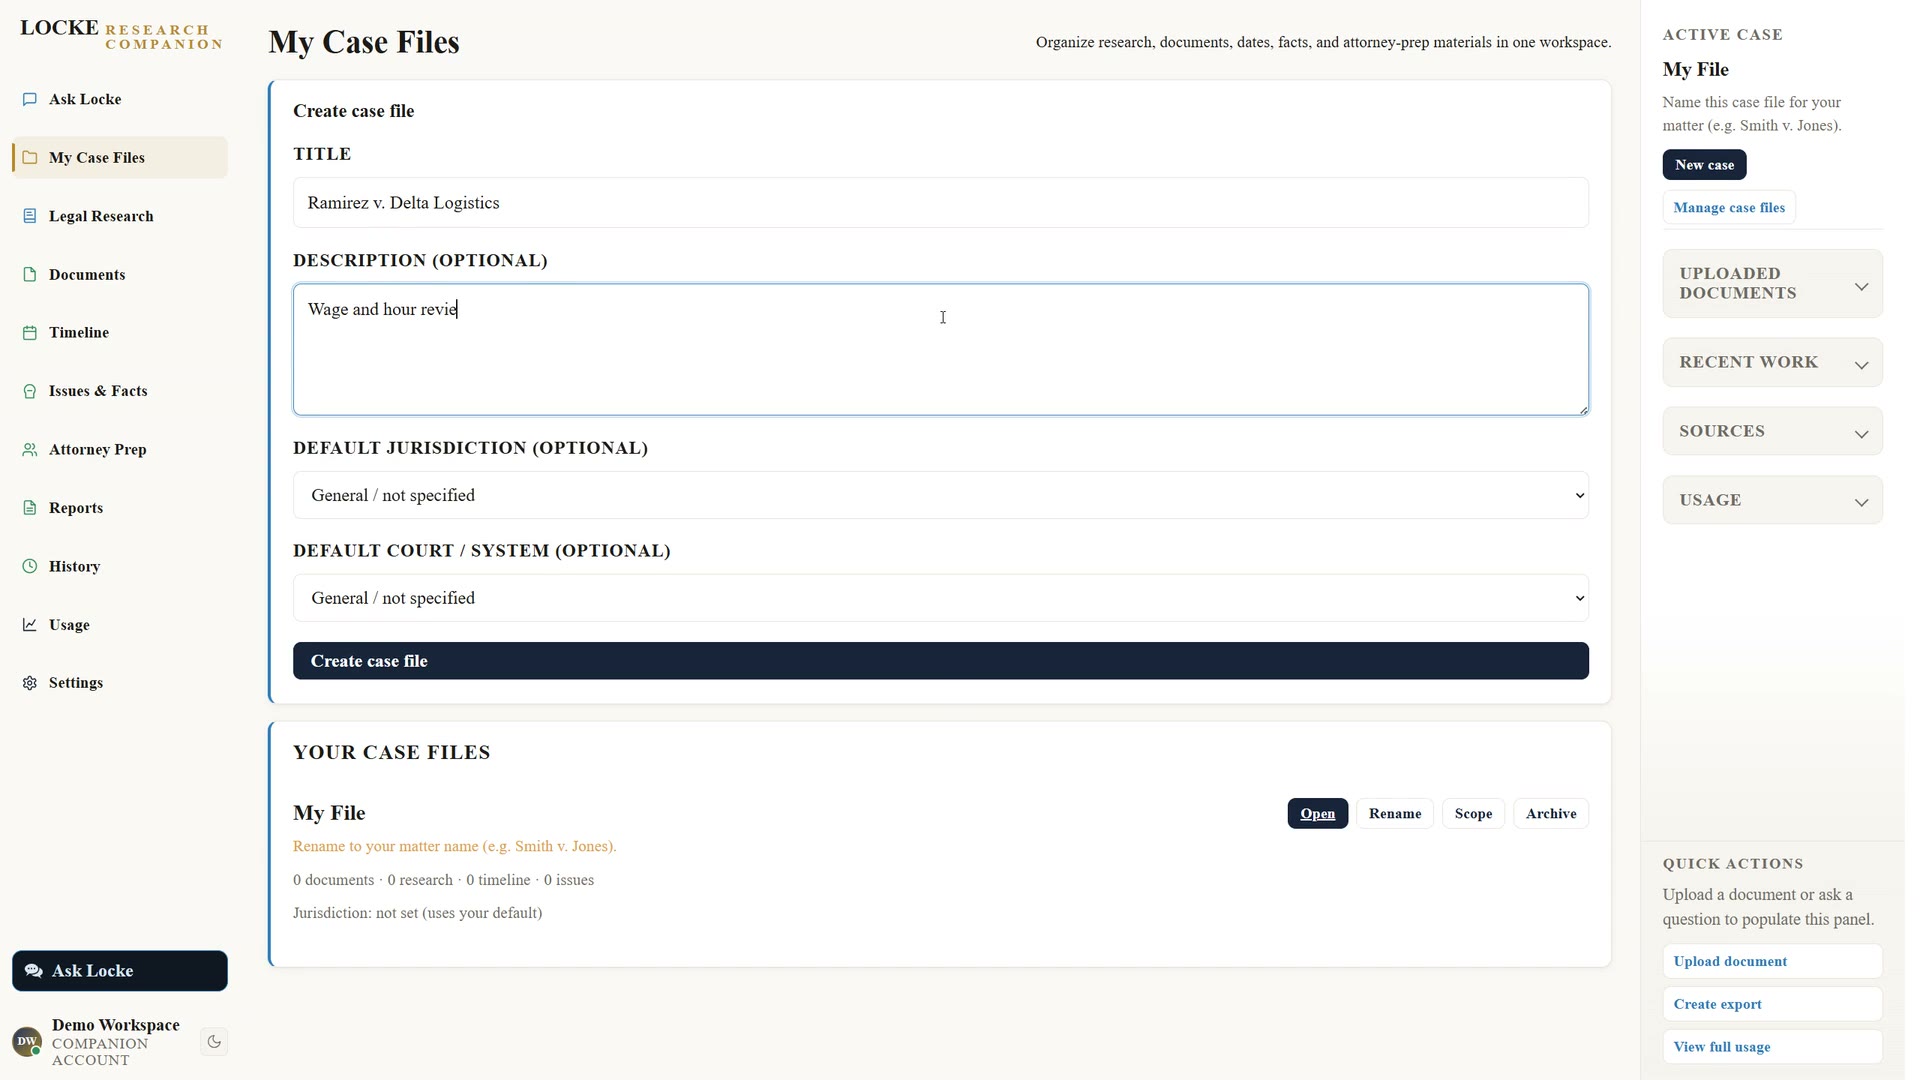 LOCKE RESEARCH
COMPANION
Ask Locke
My Case Files
Legal Research
Documents
Timeline
Issues & Facts
Attorney Prep
Reports
History
Usage
Settings
Ask Locke
DW
Demo Workspace
COMPANION
ACCOUNT
My Case Files
Organize research, documents, dates, facts, and attorney-prep materials in one workspace.
Create case file
TITLE
Ramirez v. Delta Logistics
DESCRIPTION (OPTIONAL)
Wage and hour revie
DEFAULT JURISDICTION (OPTIONAL)
General / not specified
DEFAULT COURT / SYSTEM (OPTIONAL)
General / not specified
Create case file
YOUR CASE FILES
My File
Open Rename Scope Archive
Rename to your matter name (e.g. Smith v. Jones).
0 documents · 0 research · 0 timeline · 0 issues
Jurisdiction: not set (uses your default)
ACTIVE CASE
My File
Name this case file for your
matter (e.g. Smith v. Jones).
New case
Manage case files
UPLOADED
DOCUMENTS
RECENT WORK
SOURCES
USAGE
QUICK ACTIONS
Upload a document or ask a
question to populate this panel.
Upload document
Create export
View full usage